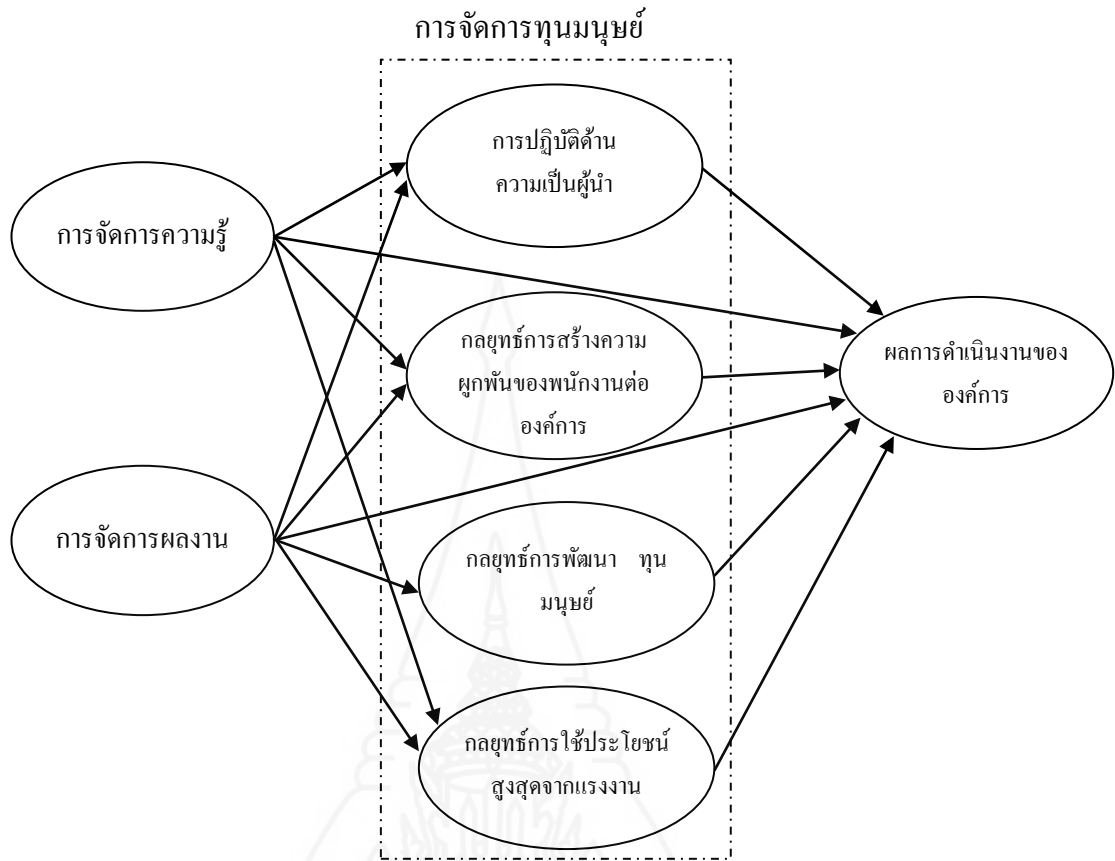 การจัดการทุนมนุษย์
การปฏิบัติด้าน
ความเป็นผู้นำ
การจัดการความรู้
กลยุทธ์การสร้างความ
ผูกพันของพนักงานต่อ
องค์การ
ผลการดำเนินงานของ
องค์การ
การจัดการผลงาน
กลยุทธ์การพัฒนา ทุน
มนุษย์
กลยุทธ์การใช้ประโยชน์
สูงสุดจากแรงงาน